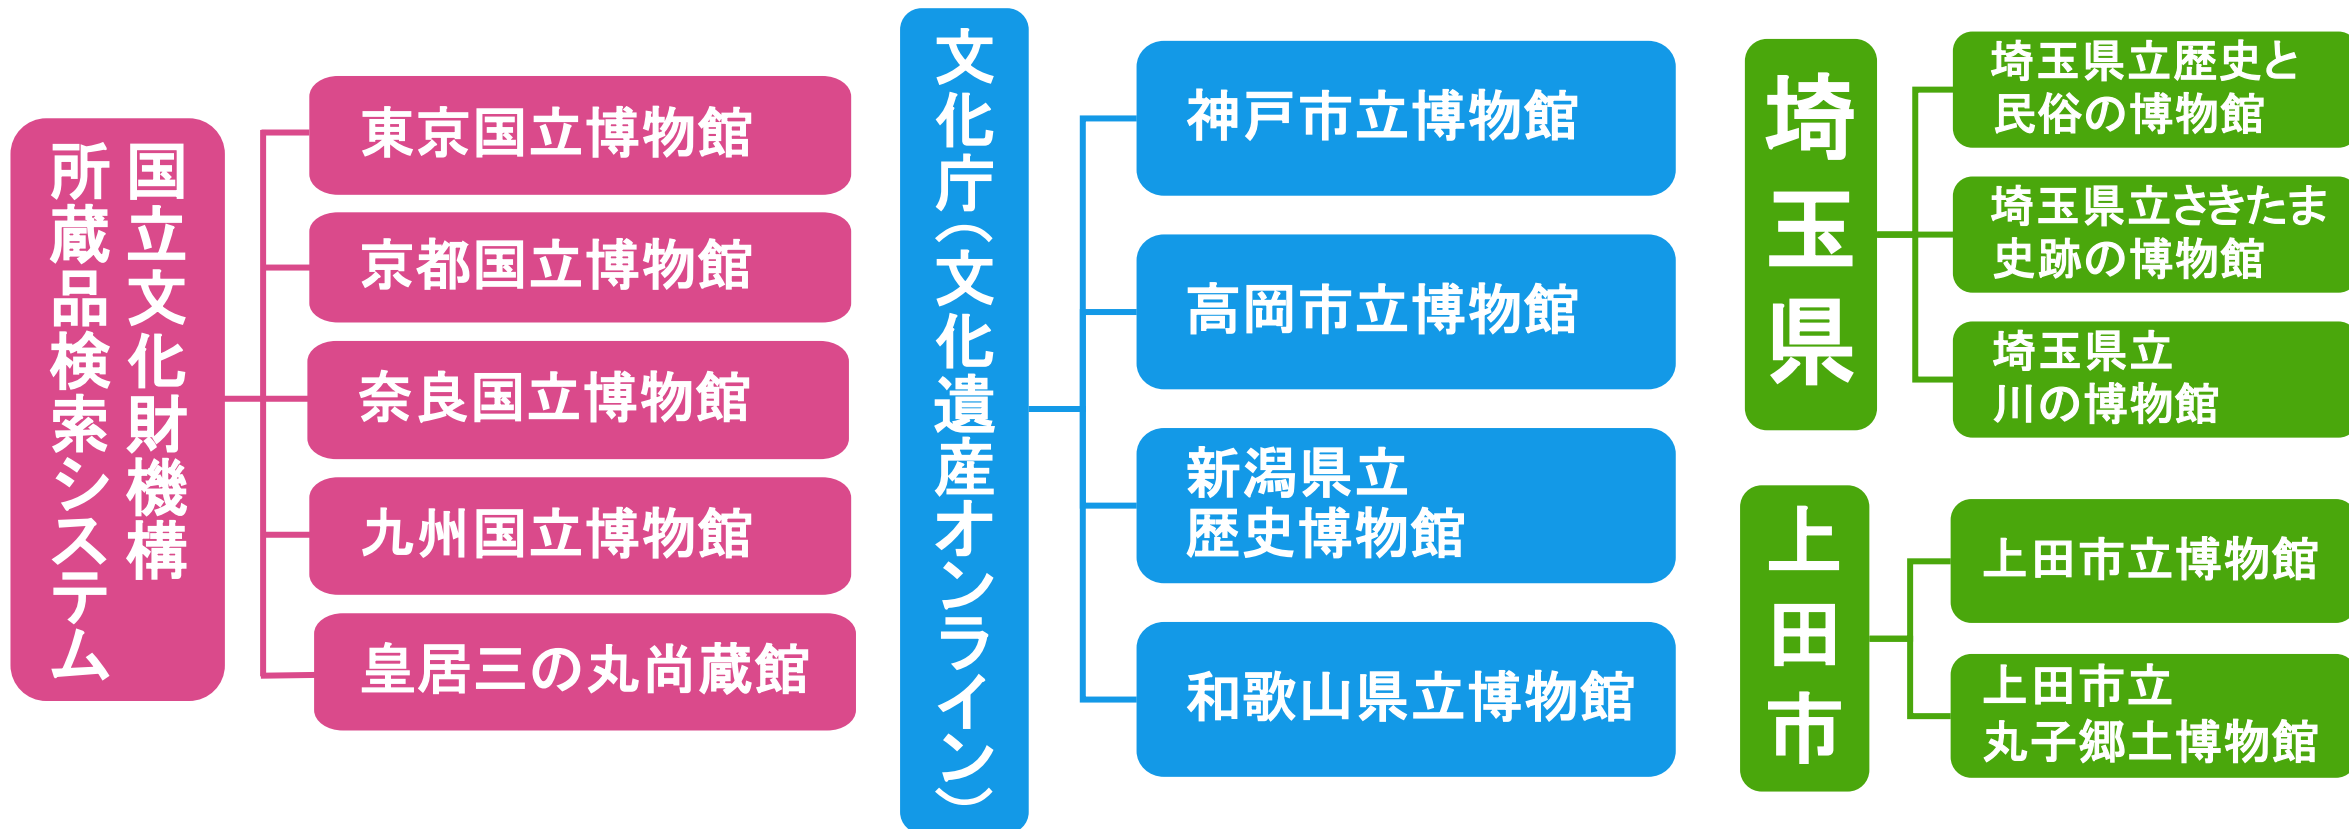 国立文化財機構
所蔵品検索システム
東京国立博物館
京都国立博物館
奈良国立博物館
九州国立博物館
皇居三の丸尚蔵館
文化庁（文化遺産オンライン）
神戸市立博物館
高岡市立博物館
新潟県立
歴史博物館
和歌山県立博物館
埼玉県
埼玉県立歴史と
民俗の博物館
埼玉県立さきたま
史跡の博物館
埼玉県立
川の博物館
上田市
上田市立博物館
上田市立
丸子郷土博物館